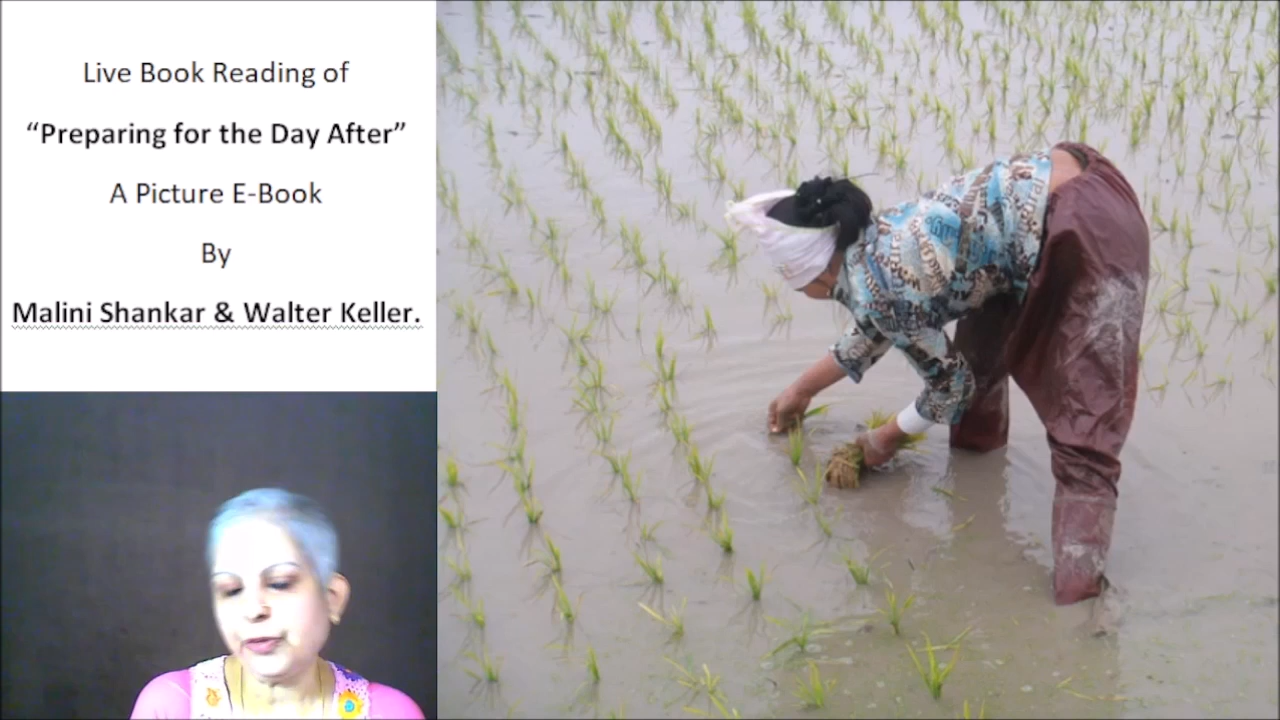 Live Book Reading of
“Preparing for the Day After”
A Picture E-Book
By
Malini Shankar & Walter Keller.